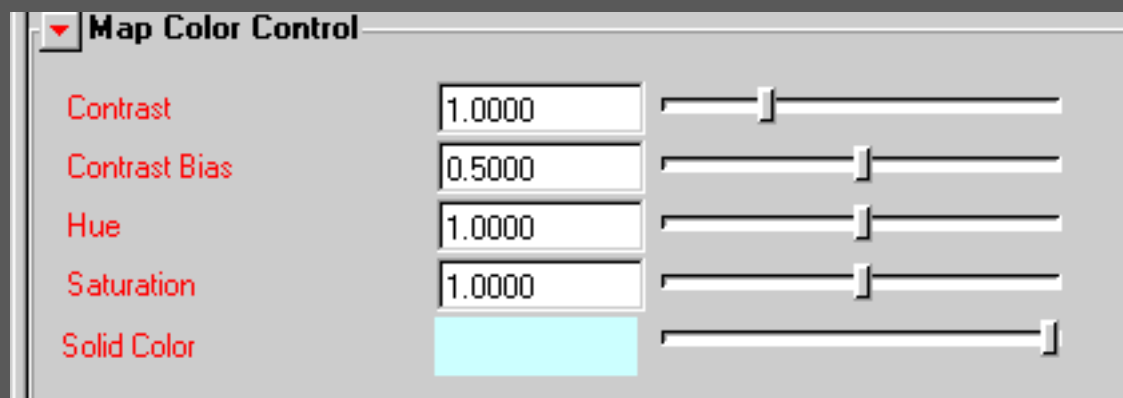 Map Color Control
Contrast 1.0000
Contrast Bias 0.5000
Hue 1.0000
Saturation 1.0000
Solid Color